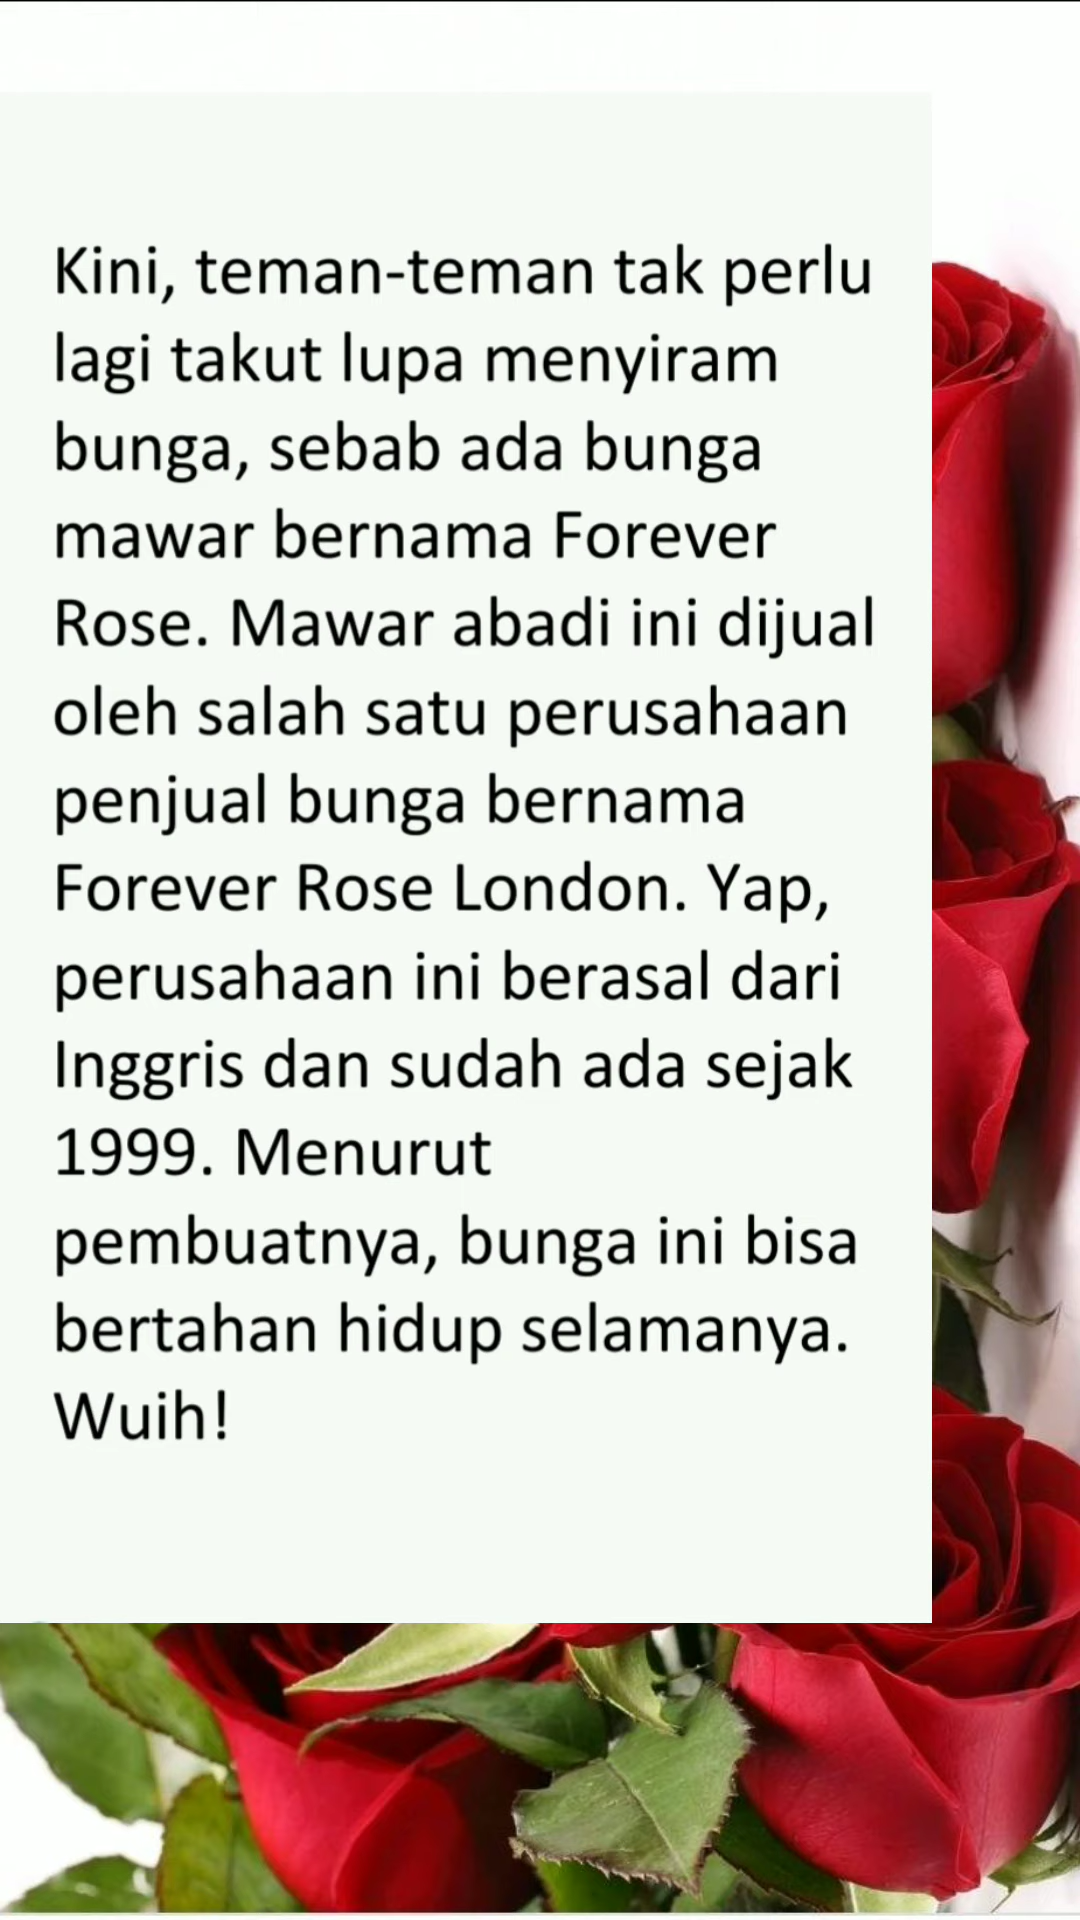 Kini, teman-teman tak perlu
lagi takut lupa menyiram
bunga, sebab ada bunga
mawar bernama Forever
Rose. Mawar abadi ini dijual
oleh salah satu perusahaan
penjual bunga bernama
Forever Rose London. Yap,
perusahaan ini berasal dari
Inggris dan sudah ada sejak
1999. Menurut
pembuatnya, bunga ini bisa
bertahan hidup selamanya.
Wuih!